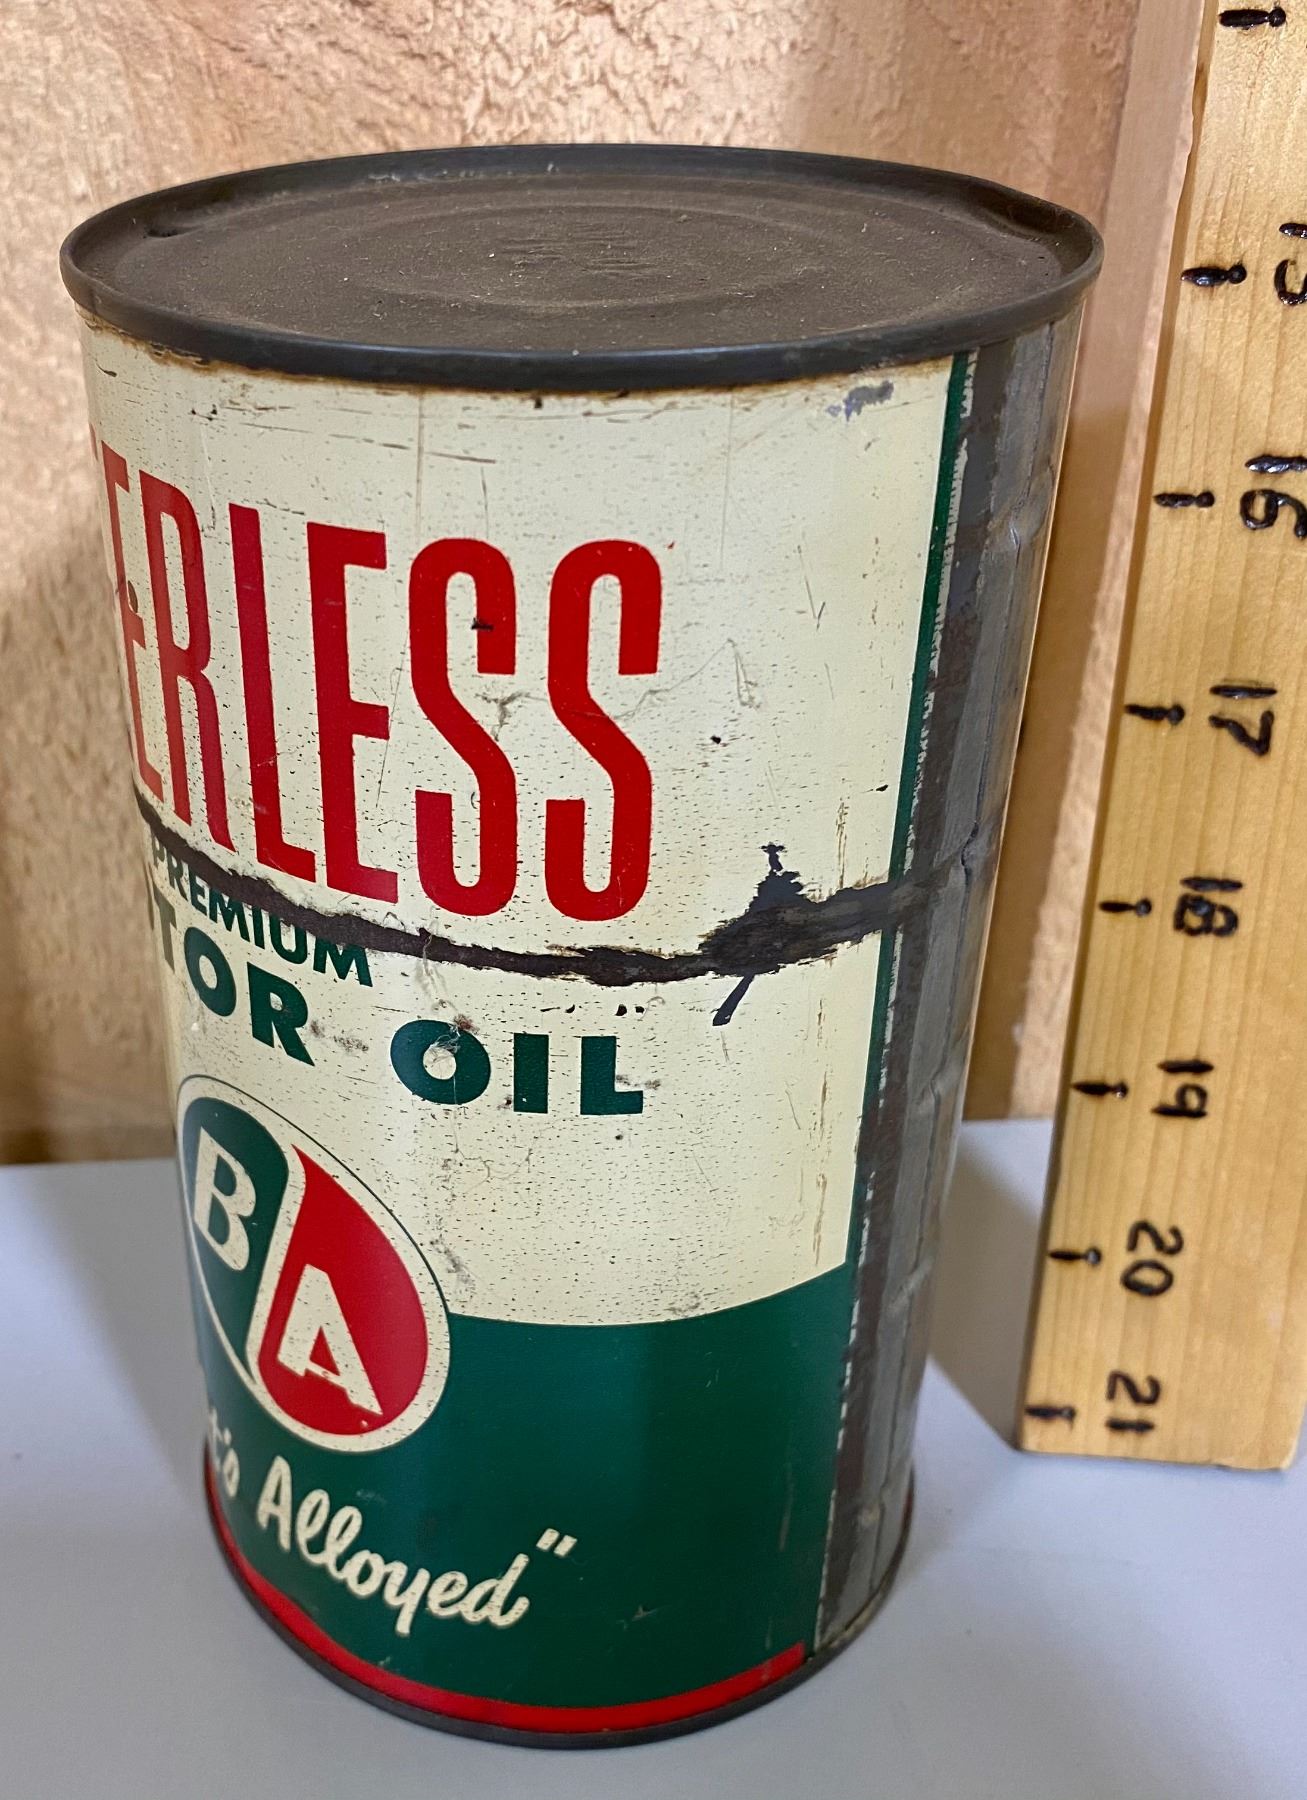 ERLESS
PREMIUM
TOR OIL
B A
t's Alloyed"
15
16
17
18
19
20
21